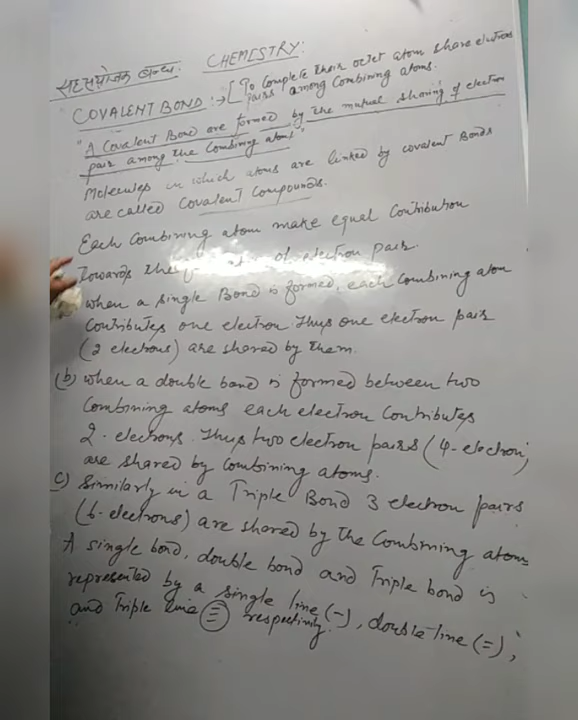 सहसंयोजक बन्ध: CHEMISTRY:
COVALENT BOND :→ [To Complete their octet atom share electrons
pairs among Combining atoms.
"A Covalent Bond are formed by the mutual sharing of electron
pair among the Combining atoms"
Molecules in which atoms are linked by covalent Bonds
are called Covalent Compounds.
Each Combining atom make equal Contribution
Towards the of electron pair.
when a single Bond is formed, each combining atom
Contributes one electron. Thus one electron pair
(2 electrons) are shared by them.
(b) when a double bond is formed between two
Combining atoms each electron Contributes
2-electrons. Thus two electron pairs (4-electron)
are shared by combining atoms.
c) Similarly in a Triple Bond 3 electron pairs
(6-electrons) are shared by the Combining atoms
A single bond, double bond and Triple bond is
represented by a single line (-), double line (=),
and Triple line (≡)